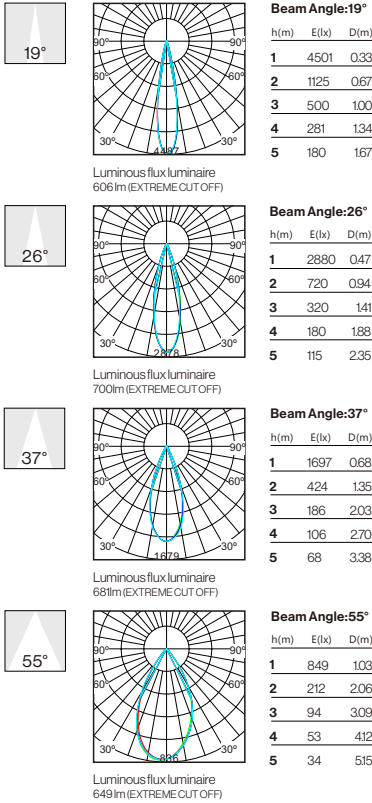 19°
90° 90°
60° 60°
30° 30°
4487
Luminous flux luminaire
606 lm (EXTREME CUT OFF)
Beam Angle:19°
h(m) E(lx) D(m)
1 4501 0.33
2 1125 0.67
3 500 1.00
4 281 1.34
5 180 1.67
26°
90° 90°
60° 60°
30° 30°
2878
Luminous flux luminaire
700lm (EXTREME CUT OFF)
Beam Angle:26°
h(m) E(lx) D(m)
1 2880 0.47
2 720 0.94
3 320 1.41
4 180 1.88
5 115 2.35
37°
90° 90°
60° 60°
30° 30°
1679
Luminous flux luminaire
681lm (EXTREME CUT OFF)
Beam Angle:37°
h(m) E(lx) D(m)
1 1697 0.68
2 424 1.35
3 186 2.03
4 106 2.70
5 68 3.38
55°
90° 90°
60° 60°
30° 30°
836
Luminous flux luminaire
649 lm (EXTREME CUT OFF)
Beam Angle:55°
h(m) E(lx) D(m)
1 849 1.03
2 212 2.06
3 94 3.09
4 53 4.12
5 34 5.15